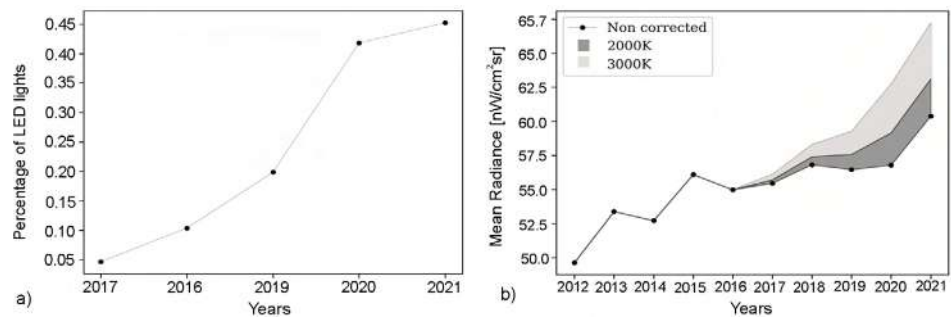 0.45
0.40
0.35
0.30
0.25
0.20
0.15
0.10
0.05
Percentage of LED lights
2017 2016 2019 2020 2021
Years
a)
65.7
65.0
62.5
60.0
57.5
55.0
52.5
50.0
Mean Radiance [nW/cm²sr]
Non corrected
2000K
3000K
2012 2013 2014 2015 2016 2017 2018 2019 2020 2021
Years
b)